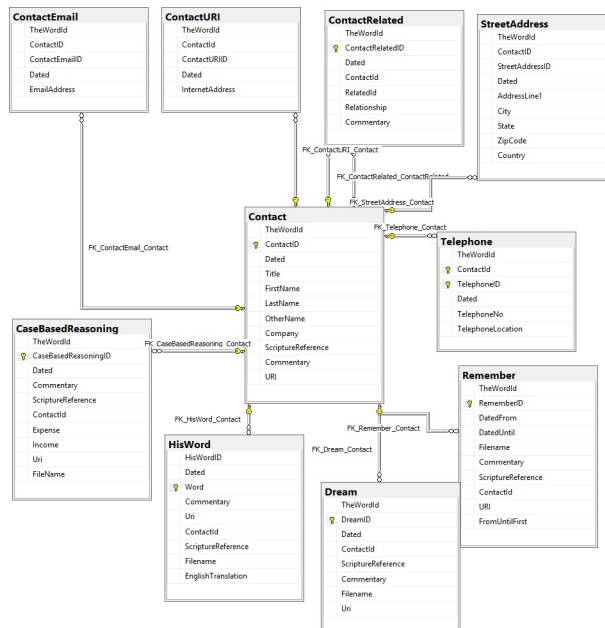 ContactEmail
TheWordId
ContactID
ContactEmailID
Dated
EmailAddress
ContactURI
TheWordId
ContactId
ContactURIID
Dated
InternetAddress
ContactRelated
TheWordId
ContactRelatedID
Dated
ContactId
RelatedId
Relationship
Commentary
StreetAddress
TheWordId
ContactID
StreetAddressID
Dated
AddressLine1
City
State
ZipCode
Country
FK_ContactURI_Contact
FK_ContactRelated_ContactRelated
FK_StreetAddress_Contact
FK_Telephone_Contact
FK_ContactEmail_Contact
Contact
TheWordId
ContactID
Dated
Title
FirstName
LastName
OtherName
Company
ScriptureReference
Commentary
URI
Telephone
TheWordId
ContactId
TelephoneID
Dated
TelephoneNo
TelephoneLocation
CaseBasedReasoning
TheWordId
CaseBasedReasoningID
Dated
Commentary
ScriptureReference
ContactId
Expense
Income
Uri
FileName
FK_CaseBasedReasoning_Contact
FK_HisWord_Contact
FK_Remember_Contact
FK_Dream_Contact
HisWord
HisWordID
Dated
Word
Commentary
Uri
ContactId
ScriptureReference
Filename
EnglishTranslation
Remember
TheWordId
RememberID
DatedFrom
DatedUntil
Filename
Commentary
ScriptureReference
ContactId
URI
FromUntilFirst
Dream
TheWordId
DreamID
Dated
ContactId
ScriptureReference
Commentary
Filename
Uri